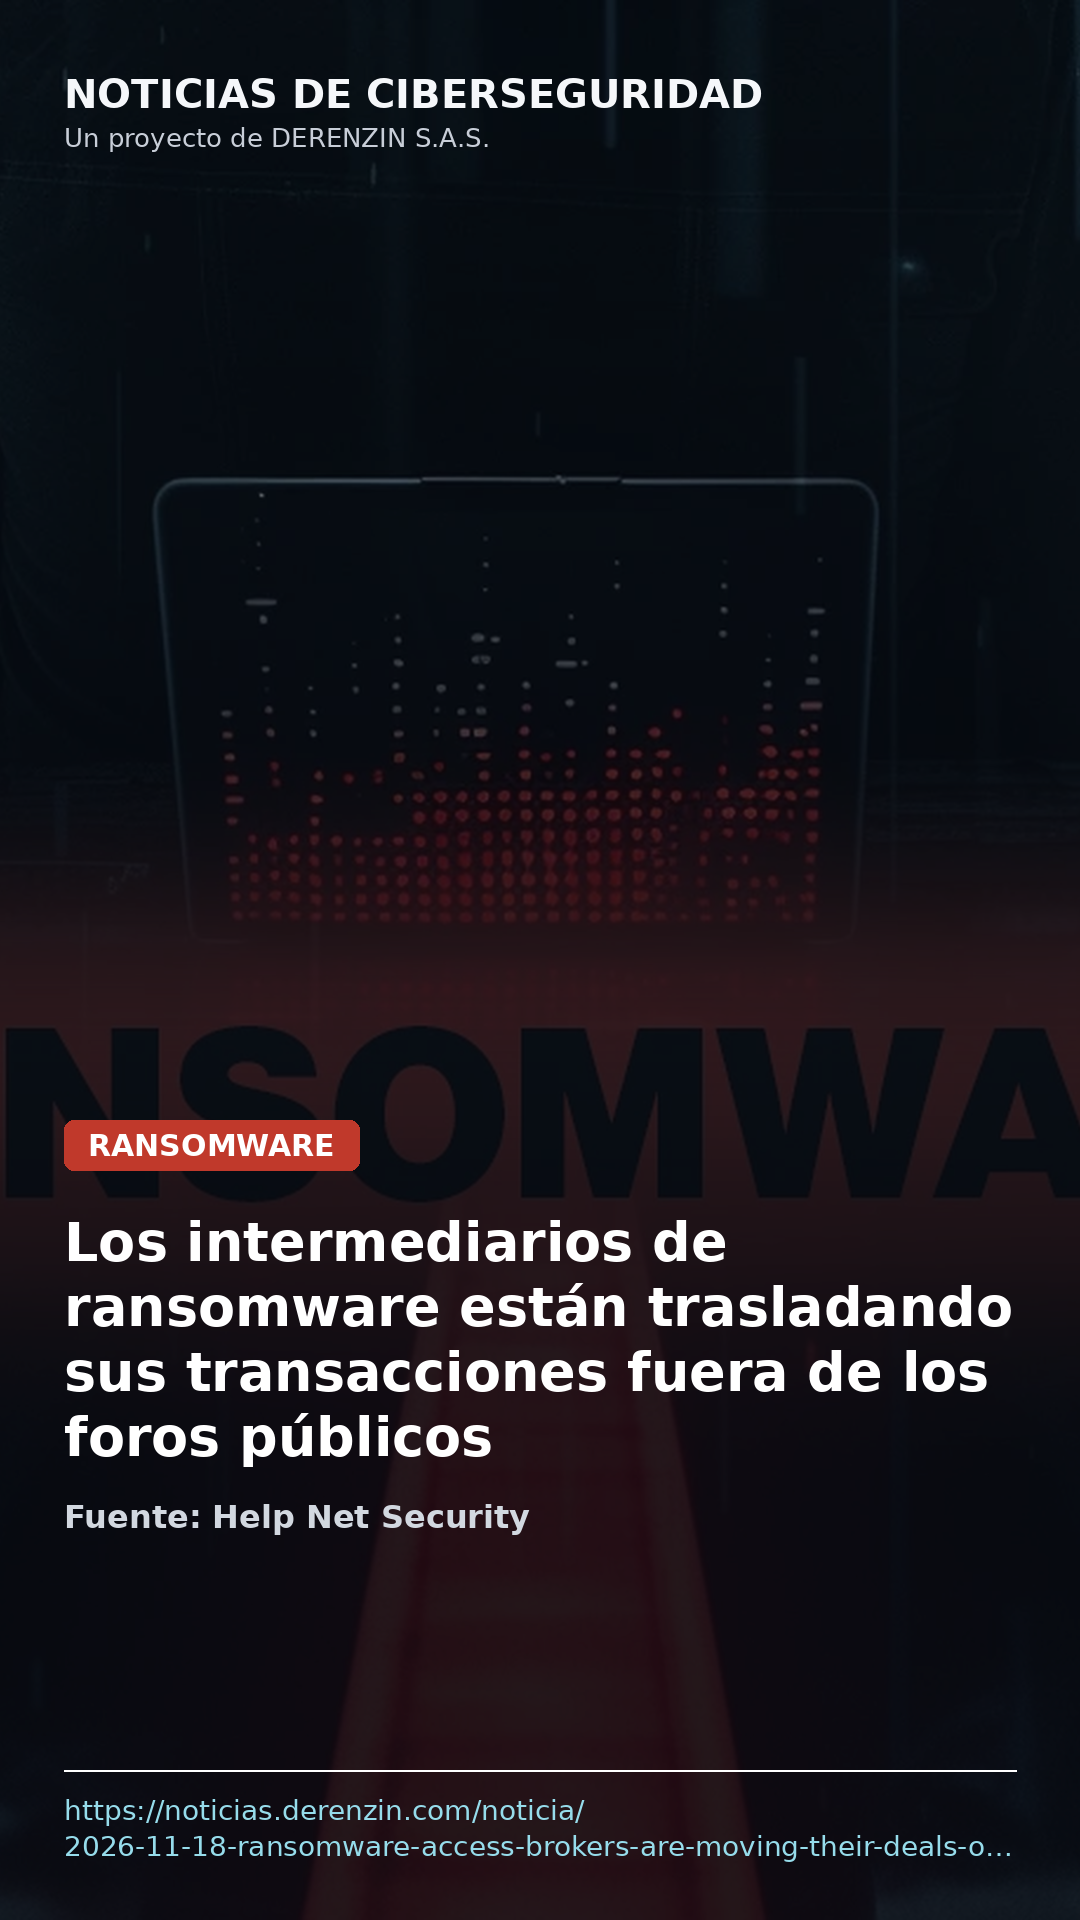 NOTICIAS DE CIBERSEGURIDAD
Un proyecto de DERENZIN S.A.S.
NSOMWA
RANSOMWARE
Los intermediarios de
ransomware están trasladando
sus transacciones fuera de los
foros públicos
Fuente: Help Net Security
https://noticias.derenzin.com/noticia/
2026-11-18-ransomware-access-brokers-are-moving-their-deals-o…